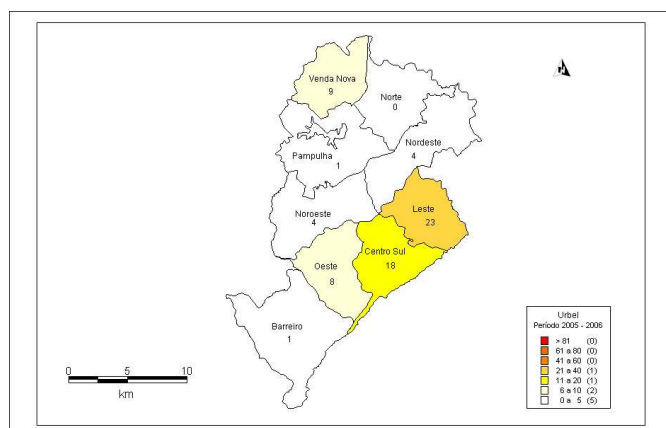 Venda Nova
9
Norte
0
Nordeste
4
Pampulha
1
Leste
23
Noroeste
4
Centro Sul
18
Oeste
8
Barreiro
1
0 5 10
km
Urbel
Período 2005 - 2006
> 81 (0)
61 a 80 (0)
41 a 60 (0)
21 a 40 (1)
11 a 20 (1)
6 a 10 (2)
0 a 5 (5)